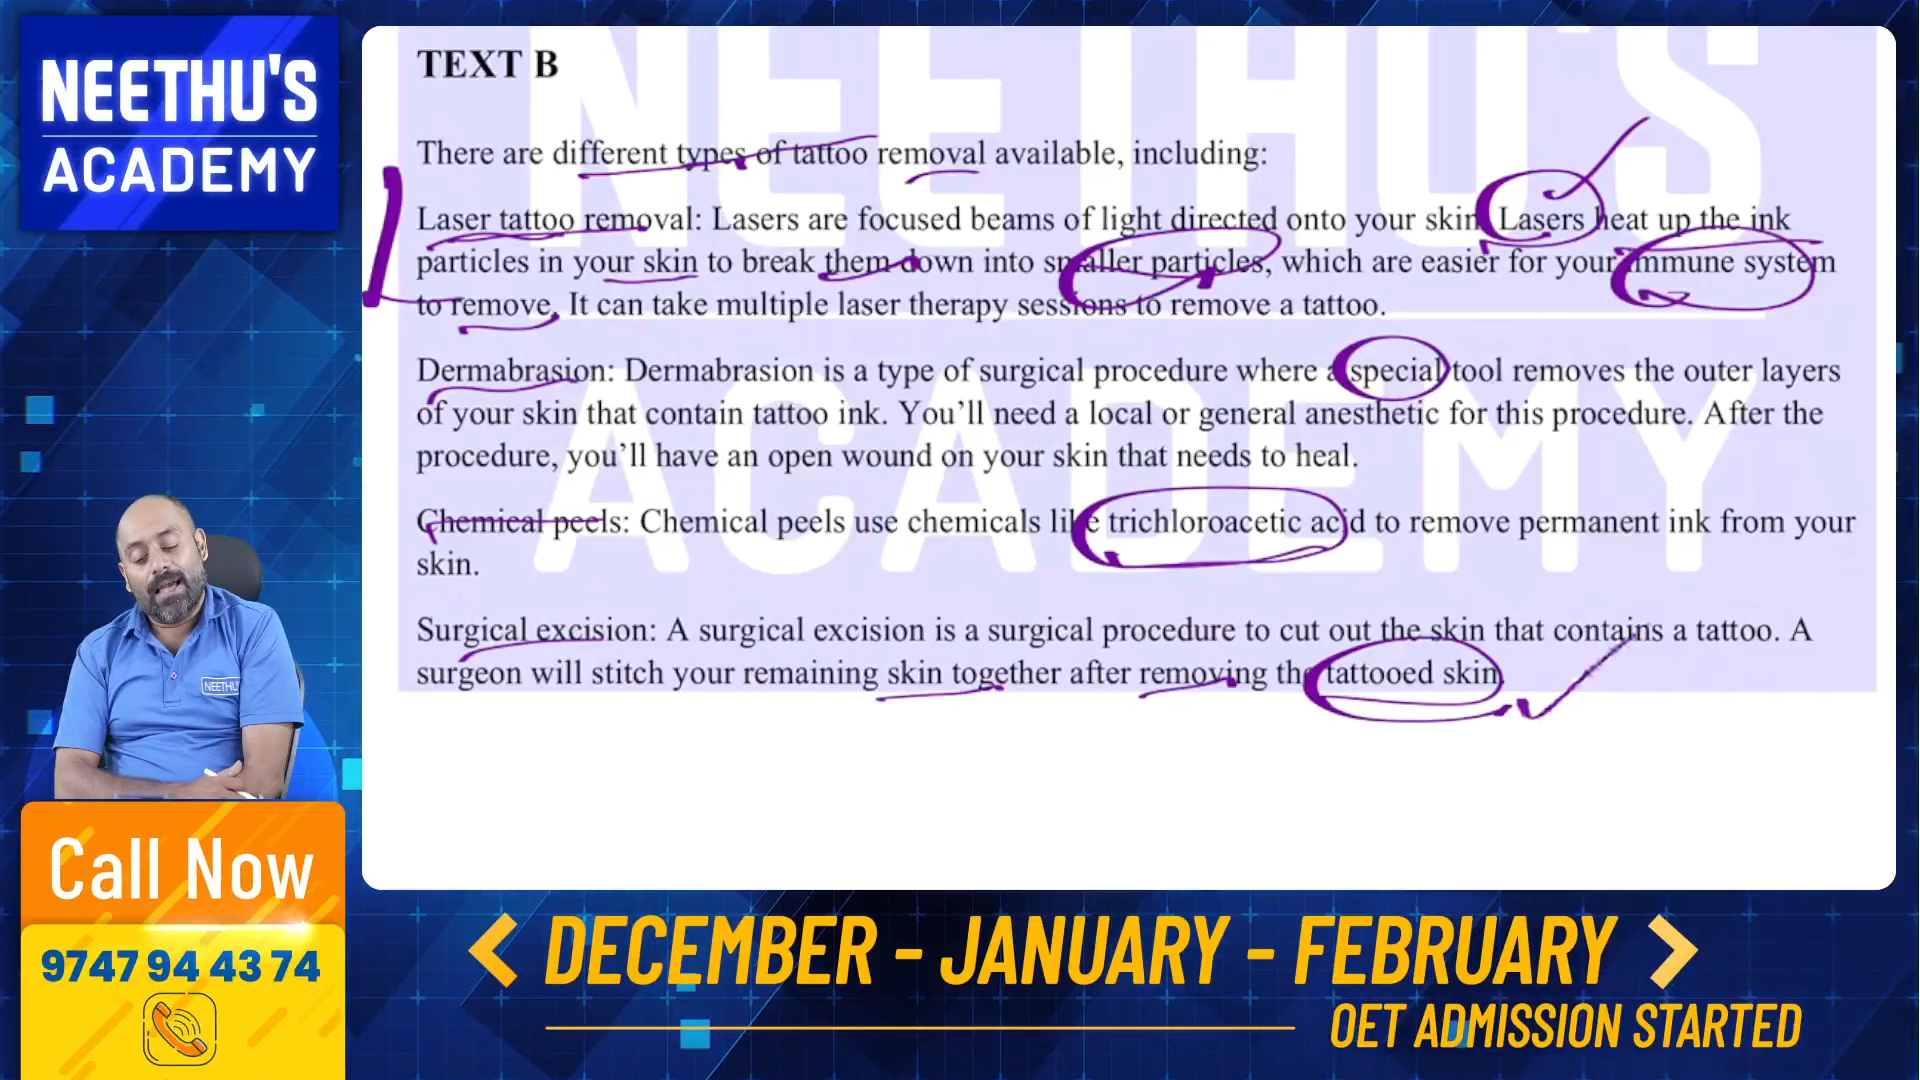 NEETHU'S
ACADEMY
TEXT B
There are different types of tattoo removal available, including:
Laser tattoo removal: Lasers are focused beams of light directed onto your skin. Lasers heat up the ink
particles in your skin to break them down into smaller particles, which are easier for your immune system
to remove. It can take multiple laser therapy sessions to remove a tattoo.
Dermabrasion: Dermabrasion is a type of surgical procedure where a special tool removes the outer layers
of your skin that contain tattoo ink. You’ll need a local or general anesthetic for this procedure. After the
procedure, you’ll have an open wound on your skin that needs to heal.
Chemical peels: Chemical peels use chemicals like trichloroacetic acid to remove permanent ink from your
skin.
Surgical excision: A surgical excision is a surgical procedure to cut out the skin that contains a tattoo. A
surgeon will stitch your remaining skin together after removing the tattooed skin.
NEETHU'S
ACADEMY
NEETHU'
Call Now
9747 94 43 74
< DECEMBER - JANUARY - FEBRUARY >
OET ADMISSION STARTED